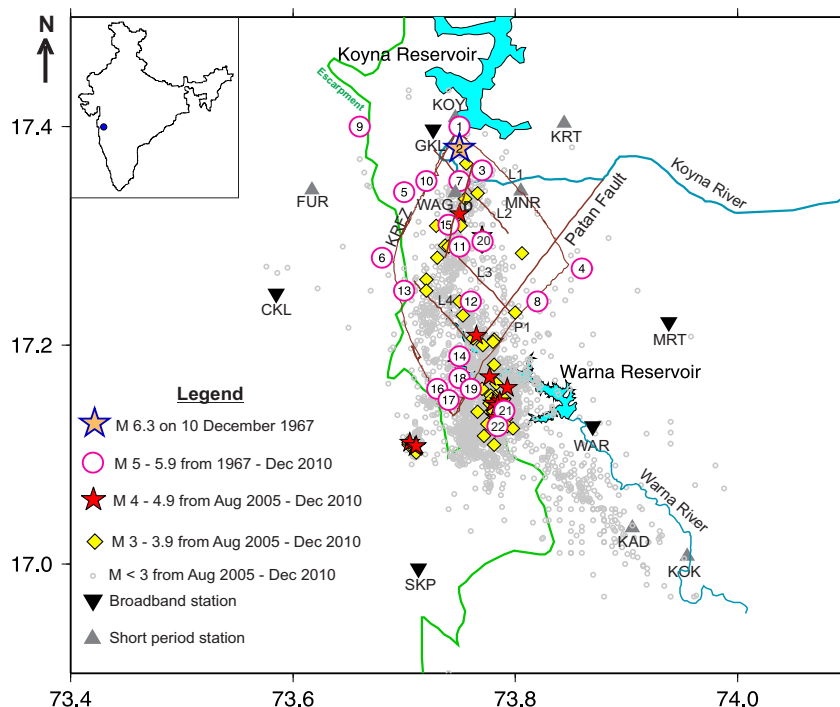 N
Koyna Reservoir
Escarpment
KOY
17.4
1
9
GKL
2
KRT
3
L1
10
7
5
WAG
D
MNR
FUR
Koyna River
L2
KRFZ
15
20
Patan Fault
11
6
4
L3
13
L4
12
8
CKL
P1
MRT
17.2
14
Warna Reservoir
18
16
19
17
21
22
WAR
Warna River
KAD
KOK
17.0
SKP
Legend
M 6.3 on 10 December 1967
M 5 - 5.9 from 1967 - Dec 2010
M 4 - 4.9 from Aug 2005 - Dec 2010
M 3 - 3.9 from Aug 2005 - Dec 2010
M < 3 from Aug 2005 - Dec 2010
Broadband station
Short period station
73.4
73.6
73.8
74.0